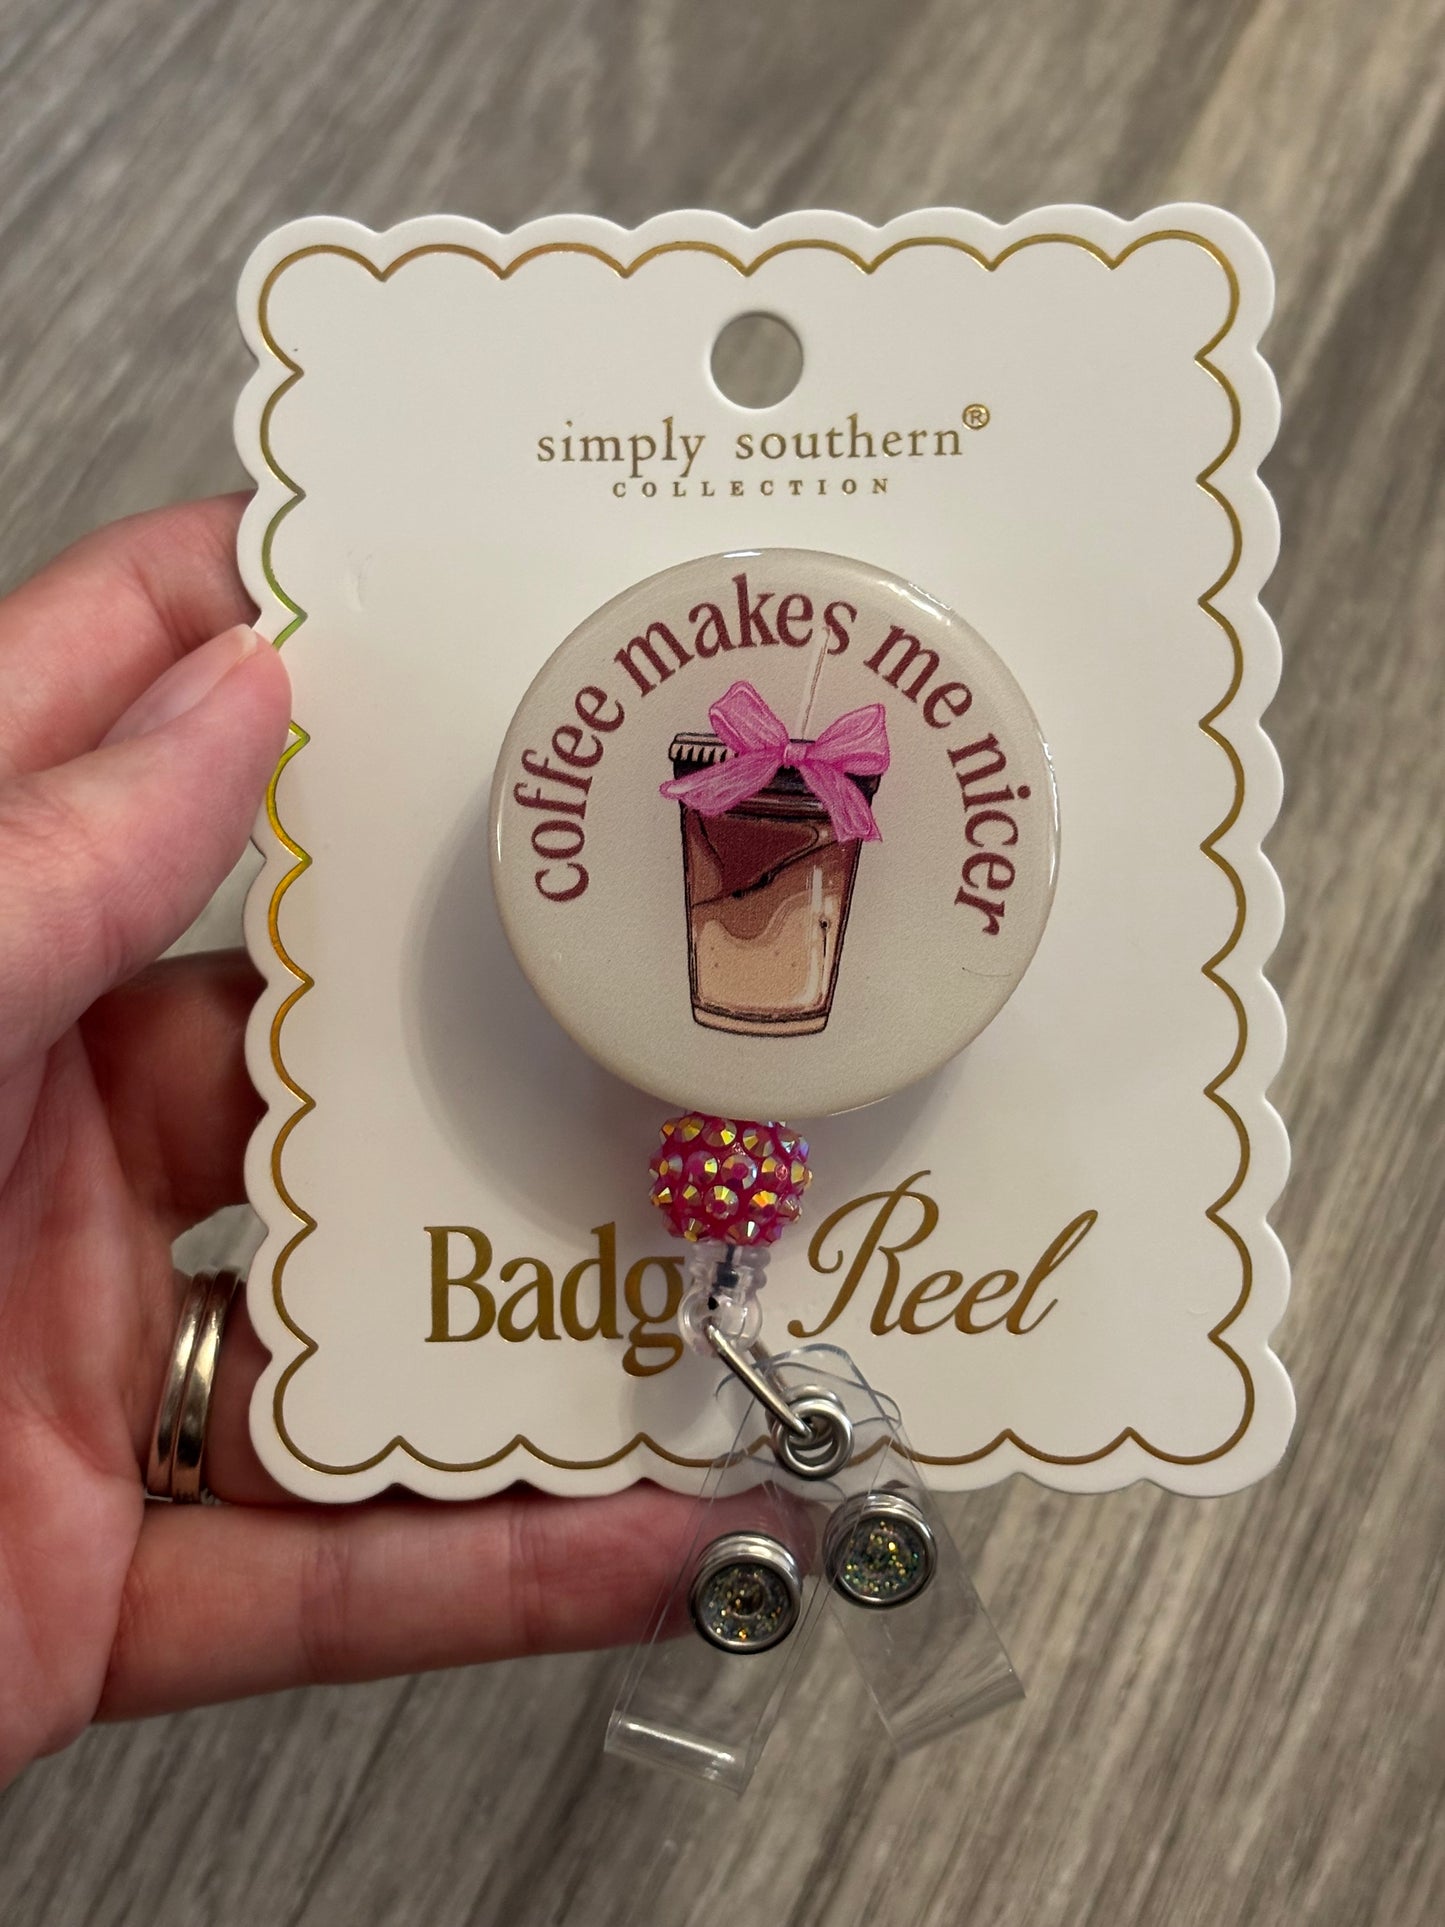 simply southern®
COLLECTION
coffee makes me nicer
Badg Reel